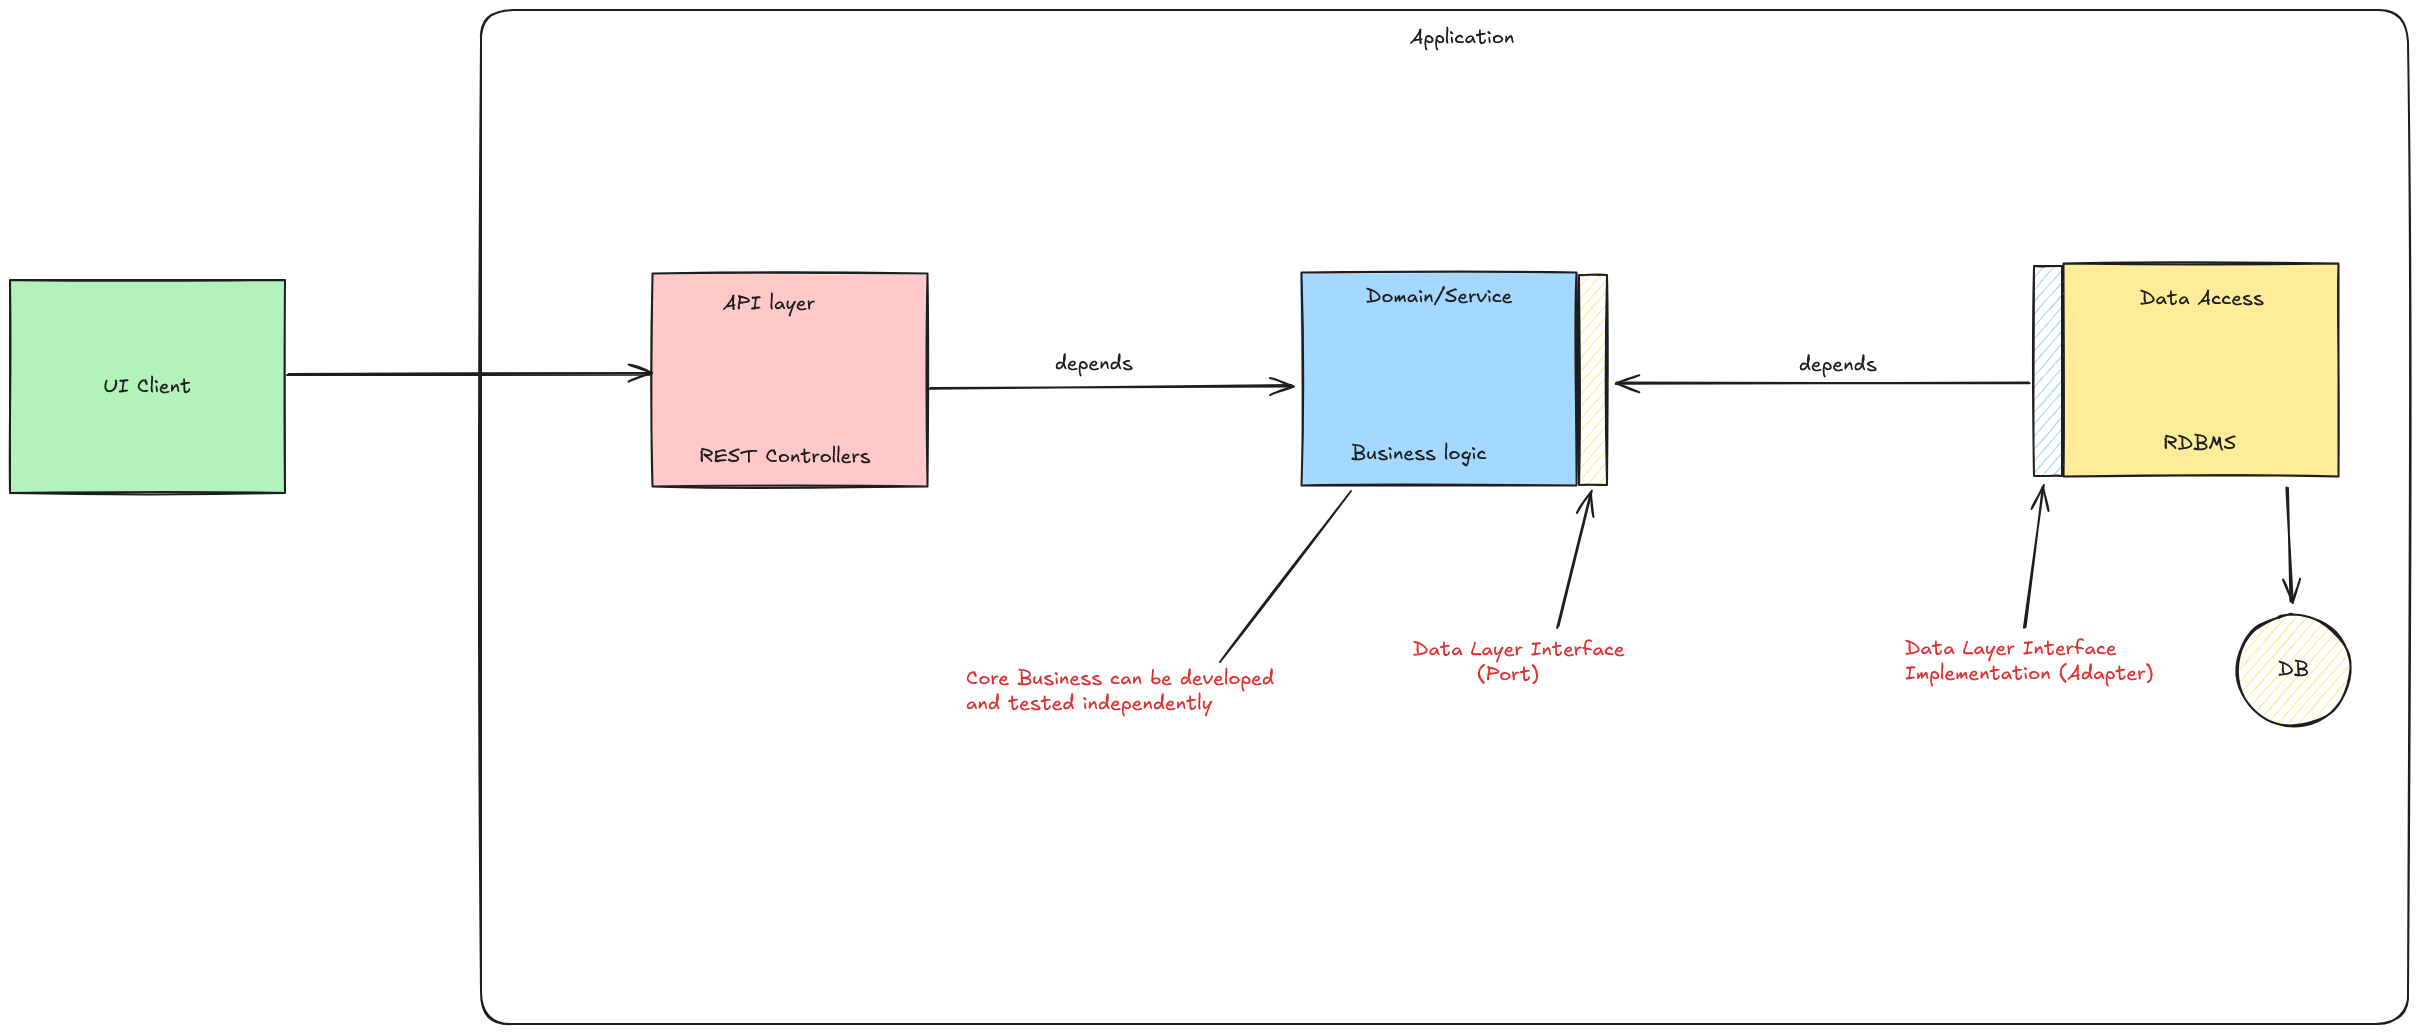 Application
UI Client
API layer
REST Controllers
depends
Domain/Service
Business logic
depends
Data Access
RDBMS
Core Business can be developed
and tested independently
Data Layer Interface
(Port)
Data Layer Interface
Implementation (Adapter)
DB